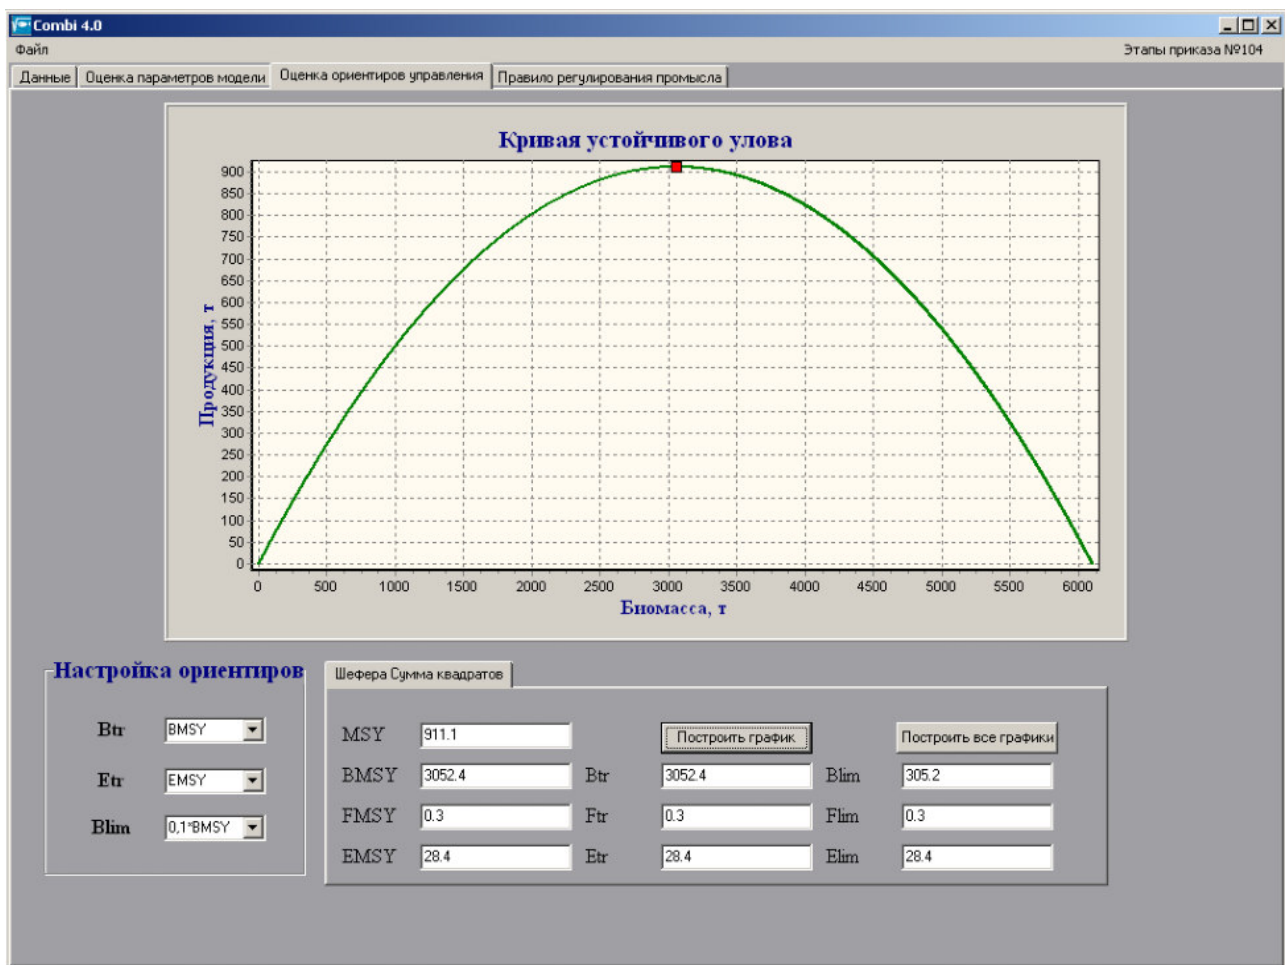 Combi 4.0
Файл Этапы приказа №104
Данные Оценка параметров модели Оценка ориентиров управления Правило регулирования промысла
Кривая устойчивого улова
900
850
800
750
700
650
600
550
500
450
400
350
300
250
200
150
100
50
0
Продукция, т
0 500 1000 1500 2000 2500 3000 3500 4000 4500 5000 5500 6000
Биомасса, т
Настройка ориентиров
Btr BMSY
Etr EMSY
Blim 0,1*BMSY
Шефера Сумма квадратов
MSY 911.1 Построить график Построить все графики
BMSY 3052.4 Btr 3052.4 Blim 305.2
FMSY 0.3 Ftr 0.3 Flim 0.3
EMSY 28.4 Etr 28.4 Elim 28.4